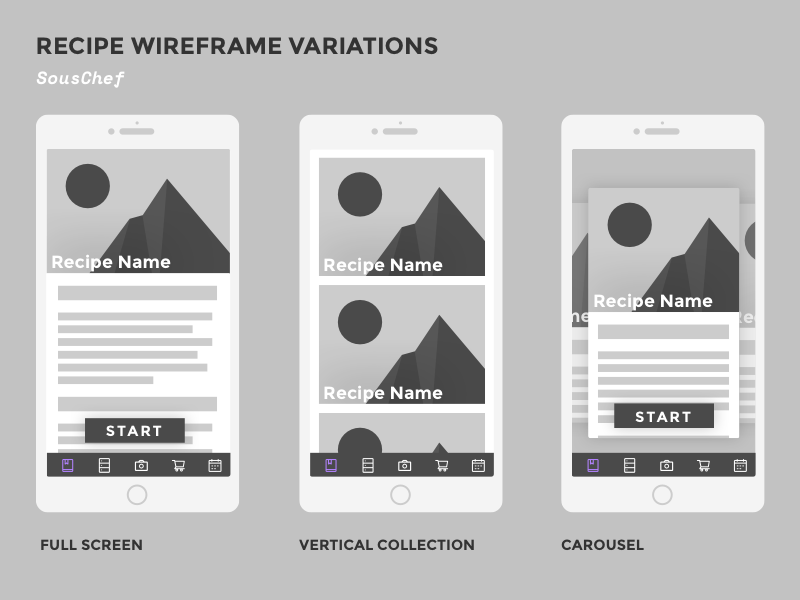 RECIPE WIREFRAME VARIATIONS
SousChef
Recipe Name
START
Recipe Name
Recipe Name
me
Recipe Name
Re
START
FULL SCREEN
VERTICAL COLLECTION
CAROUSEL